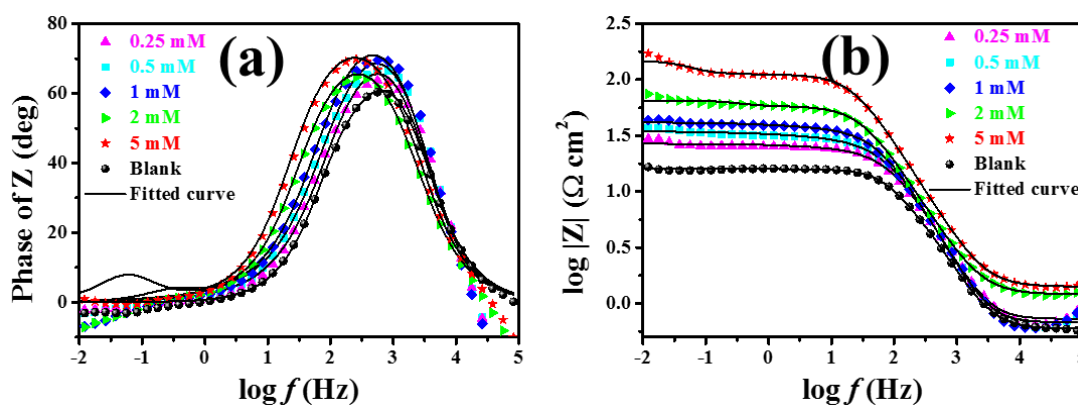 80
60
40
20
0
Phase of Z (deg)
0.25 mM
0.5 mM
1 mM
2 mM
5 mM
Blank
Fitted curve
(a)
-2 -1 0 1 2 3 4 5
log f (Hz)
2.5
2.0
1.5
1.0
0.5
0.0
log |Z| (Ω cm²)
(b)
0.25 mM
0.5 mM
1 mM
2 mM
5 mM
Blank
Fitted curve
-2 -1 0 1 2 3 4
log f (Hz)